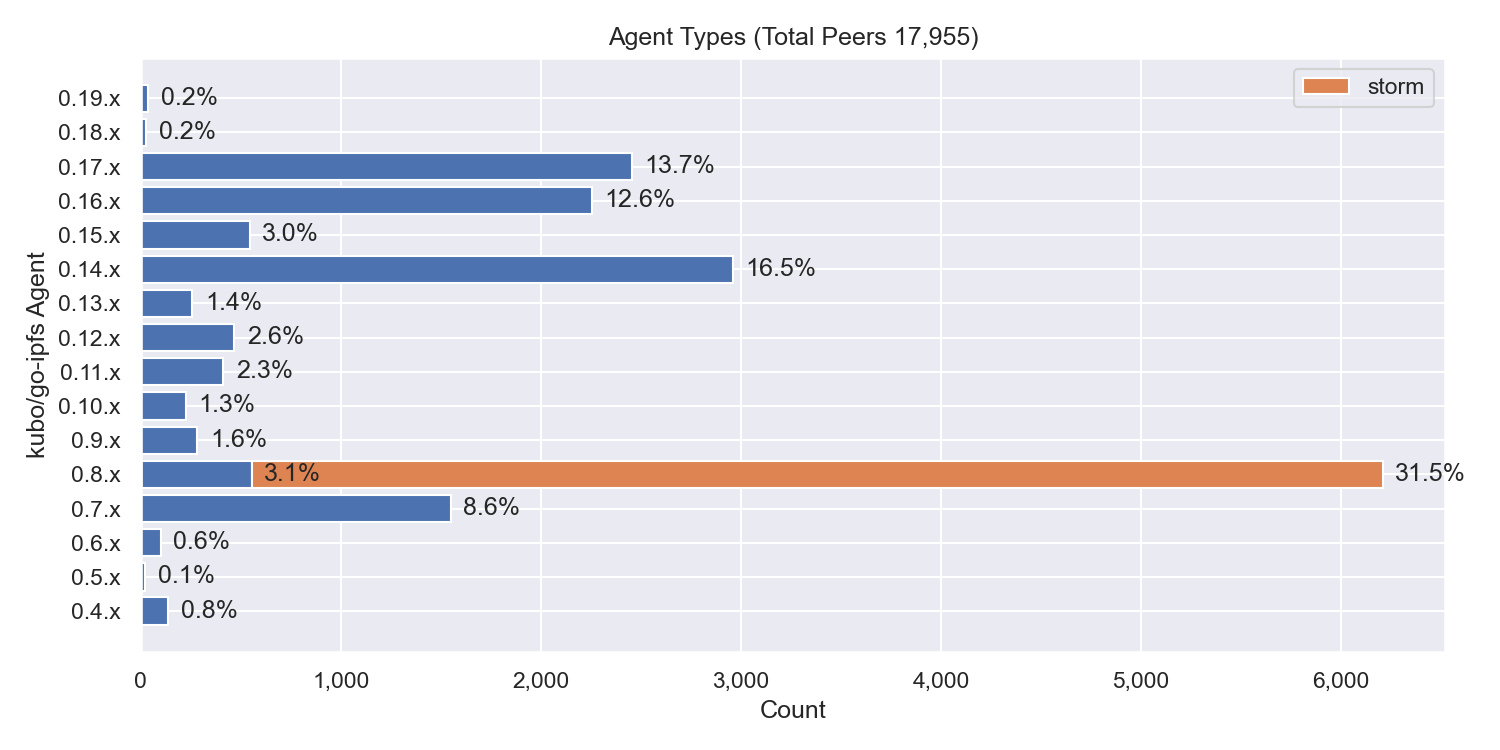 Agent Types (Total Peers 17,955)
storm
kubo/go-ipfs Agent
0.19.x 0.2%
0.18.x 0.2%
0.17.x 13.7%
0.16.x 12.6%
0.15.x 3.0%
0.14.x 16.5%
0.13.x 1.4%
0.12.x 2.6%
0.11.x 2.3%
0.10.x 1.3%
0.9.x 1.6%
0.8.x 3.1% 31.5%
0.7.x 8.6%
0.6.x 0.6%
0.5.x 0.1%
0.4.x 0.8%
0 1,000 2,000 3,000 4,000 5,000 6,000
Count